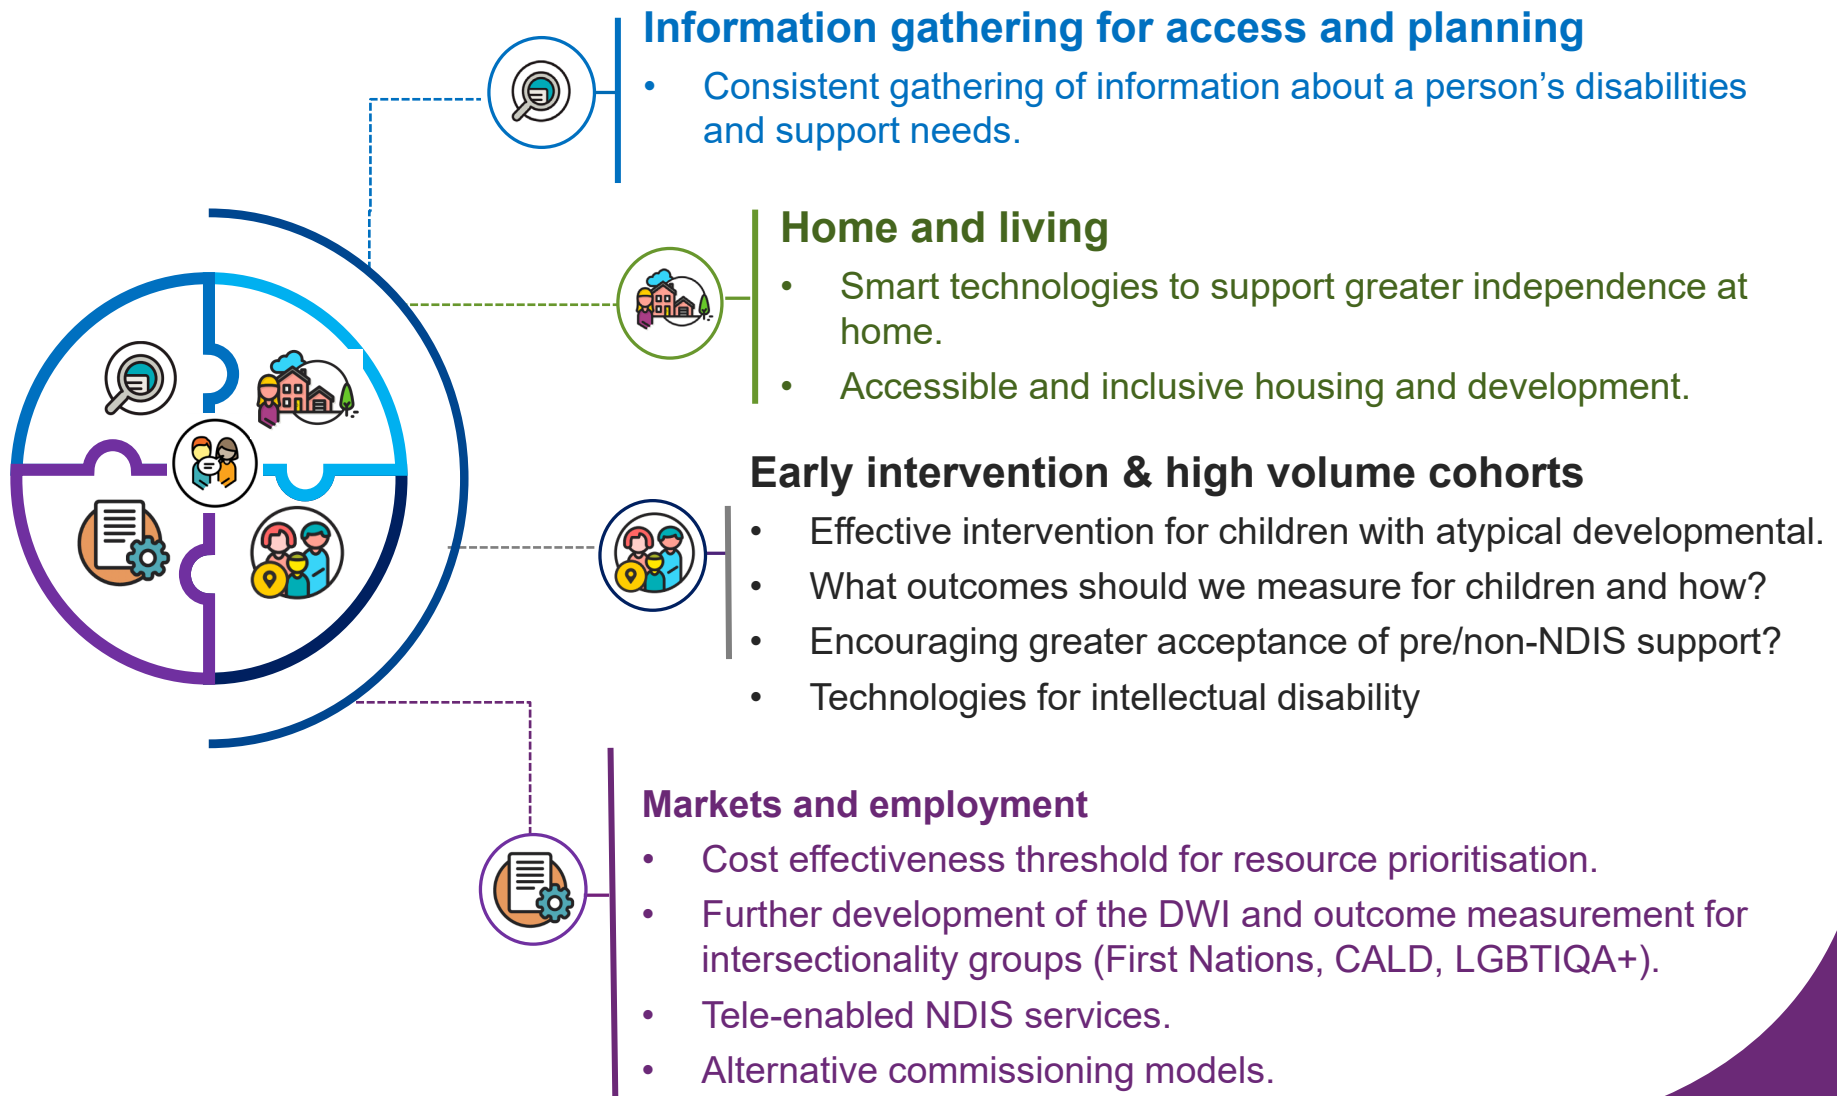 Information gathering for access and planning
• Consistent gathering of information about a person’s disabilities
and support needs.
Home and living
• Smart technologies to support greater independence at
home.
• Accessible and inclusive housing and development.
Early intervention & high volume cohorts
• Effective intervention for children with atypical developmental.
• What outcomes should we measure for children and how?
• Encouraging greater acceptance of pre/non-NDIS support?
• Technologies for intellectual disability
Markets and employment
• Cost effectiveness threshold for resource prioritisation.
• Further development of the DWI and outcome measurement for
intersectionality groups (First Nations, CALD, LGBTIQA+).
• Tele-enabled NDIS services.
• Alternative commissioning models.